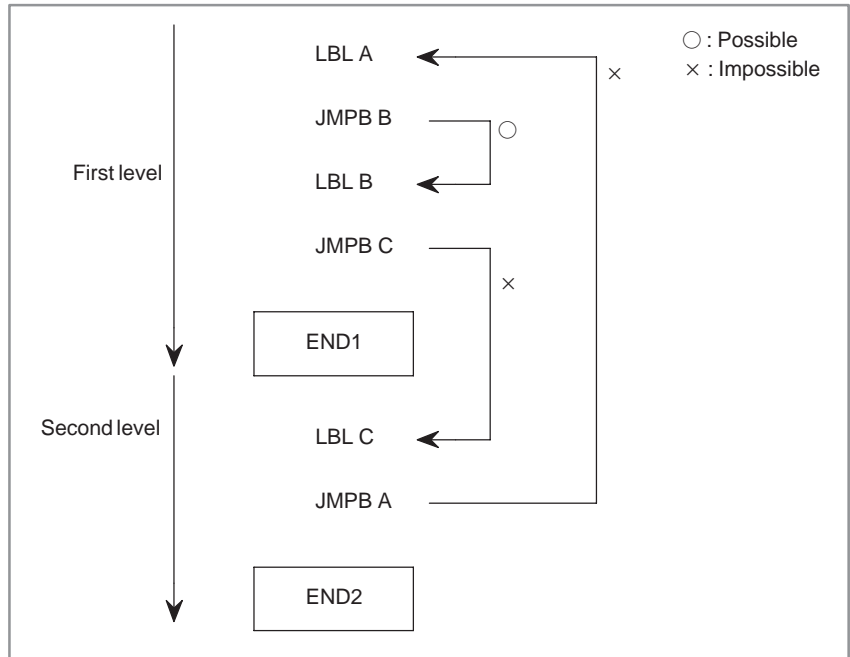 LBL A
○ : Possible
× : Impossible
×
JMPB B
○
First level
LBL B
JMPB C
×
END1
Second level
LBL C
JMPB A
END2